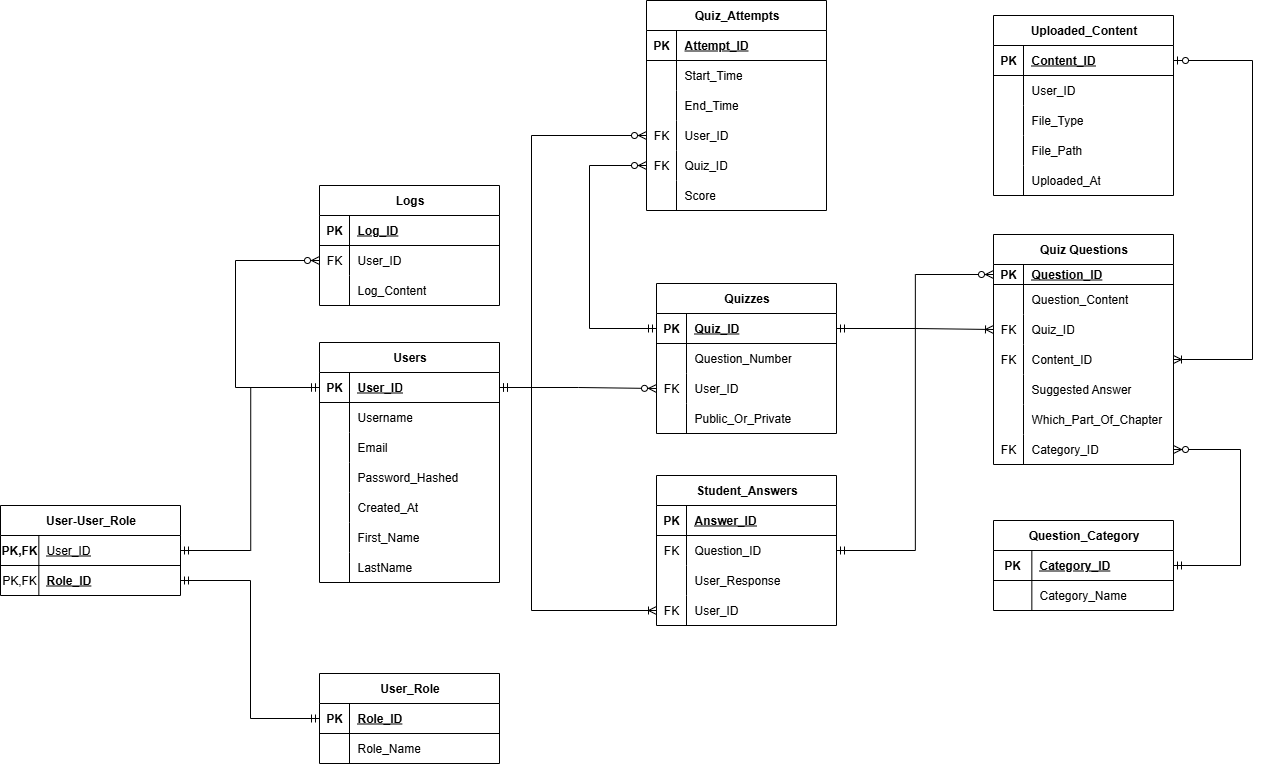 Quiz_Attempts
PK Attempt_ID
Start_Time
End_Time
FK User_ID
FK Quiz_ID
Score
Uploaded_Content
PK Content_ID
User_ID
File_Type
File_Path
Uploaded_At
Logs
PK Log_ID
FK User_ID
Log_Content
Quiz Questions
PK Question_ID
Question_Content
FK Quiz_ID
FK Content_ID
Suggested Answer
Which_Part_Of_Chapter
FK Category_ID
Quizzes
PK Quiz_ID
Question_Number
FK User_ID
Public_Or_Private
Users
PK User_ID
Username
Email
Password_Hashed
Created_At
First_Name
LastName
Student_Answers
PK Answer_ID
FK Question_ID
User_Response
FK User_ID
User-User_Role
PK,FK User_ID
PK,FK Role_ID
Question_Category
PK Category_ID
Category_Name
User_Role
PK Role_ID
Role_Name